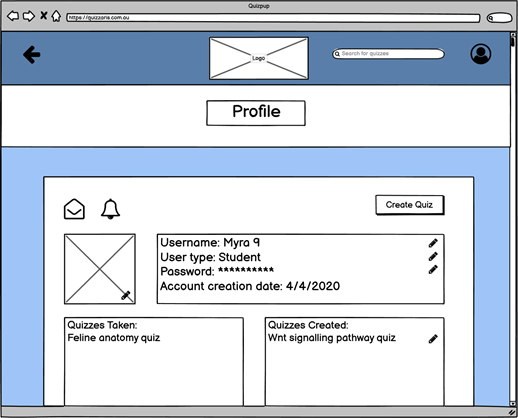 Quizpup
https://quizzaris.com.au
Logo
Search for quizzes
Profile
Create Quiz
Username: Myra 9
User type: Student
Password: **********
Account creation date: 4/4/2020
Quizzes Taken:
Feline anatomy quiz
Quizzes Created:
Wnt signalling pathway quiz